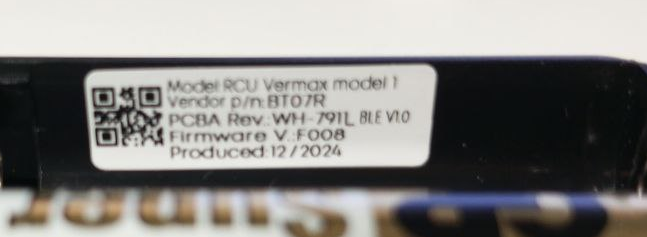 Model:RCU Vermax model 1
Vendor p/n:BT07R
PCBA Rev.:WH-791L BLE V1.0
Firmware V.:F008
Produced:12/2024